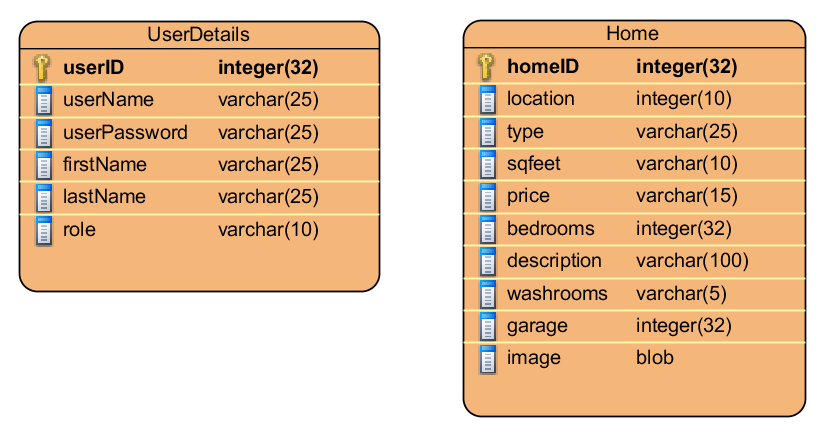 UserDetails
userID integer(32)
userName varchar(25)
userPassword varchar(25)
firstName varchar(25)
lastName varchar(25)
role varchar(10)
Home
homeID integer(32)
location integer(10)
type varchar(25)
sqfeet varchar(10)
price varchar(15)
bedrooms integer(32)
description varchar(100)
washrooms varchar(5)
garage integer(32)
image blob